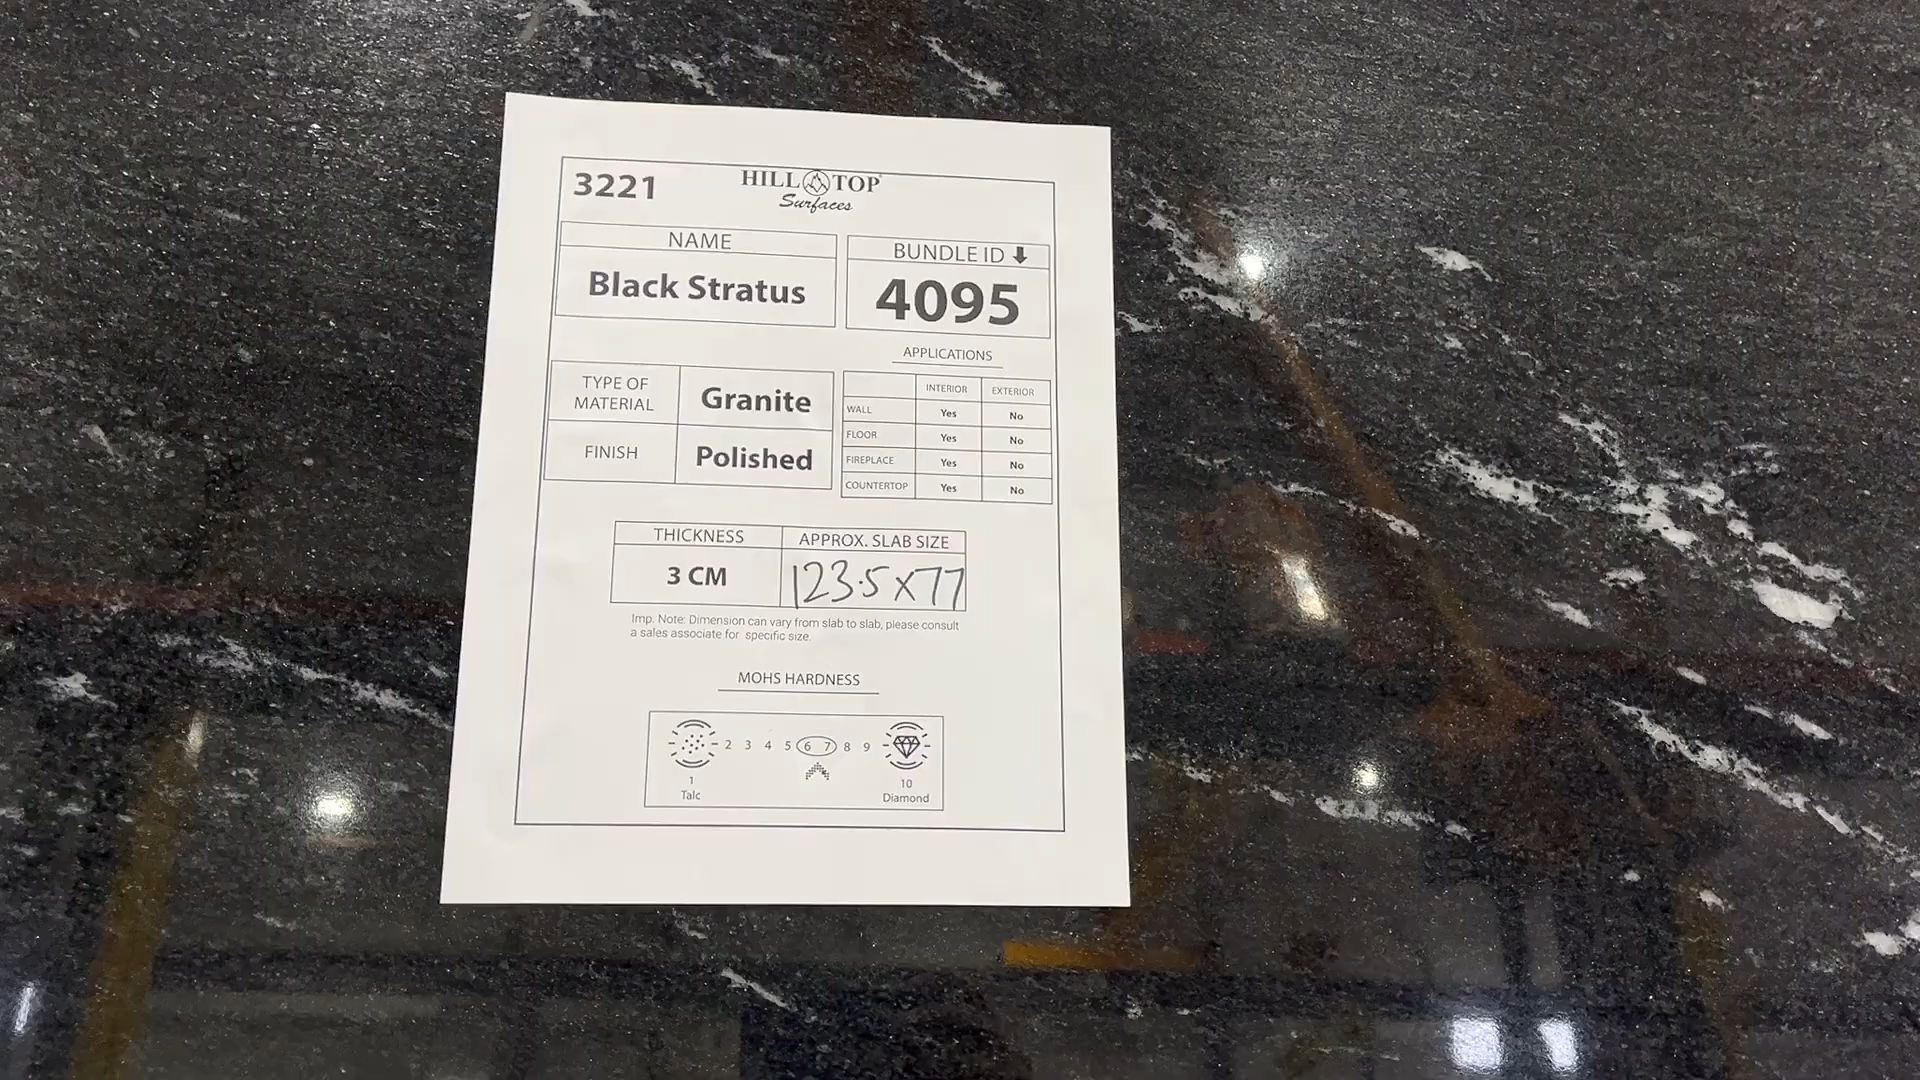 3221
HILL TOP
Surfaces
NAME
Black Stratus
BUNDLE ID
4095
APPLICATIONS
INTERIOR EXTERIOR
WALL Yes No
FLOOR Yes No
FIREPLACE Yes No
COUNTERTOP Yes No
TYPE OF
MATERIAL
Granite
FINISH
Polished
THICKNESS
3 CM
APPROX. SLAB SIZE
123.5 x 77
Imp. Note: Dimension can vary from slab to slab, please consult
a sales associate for specific size.
MOHS HARDNESS
2 3 4 5 6 7 8 9
1
Talc
10
Diamond